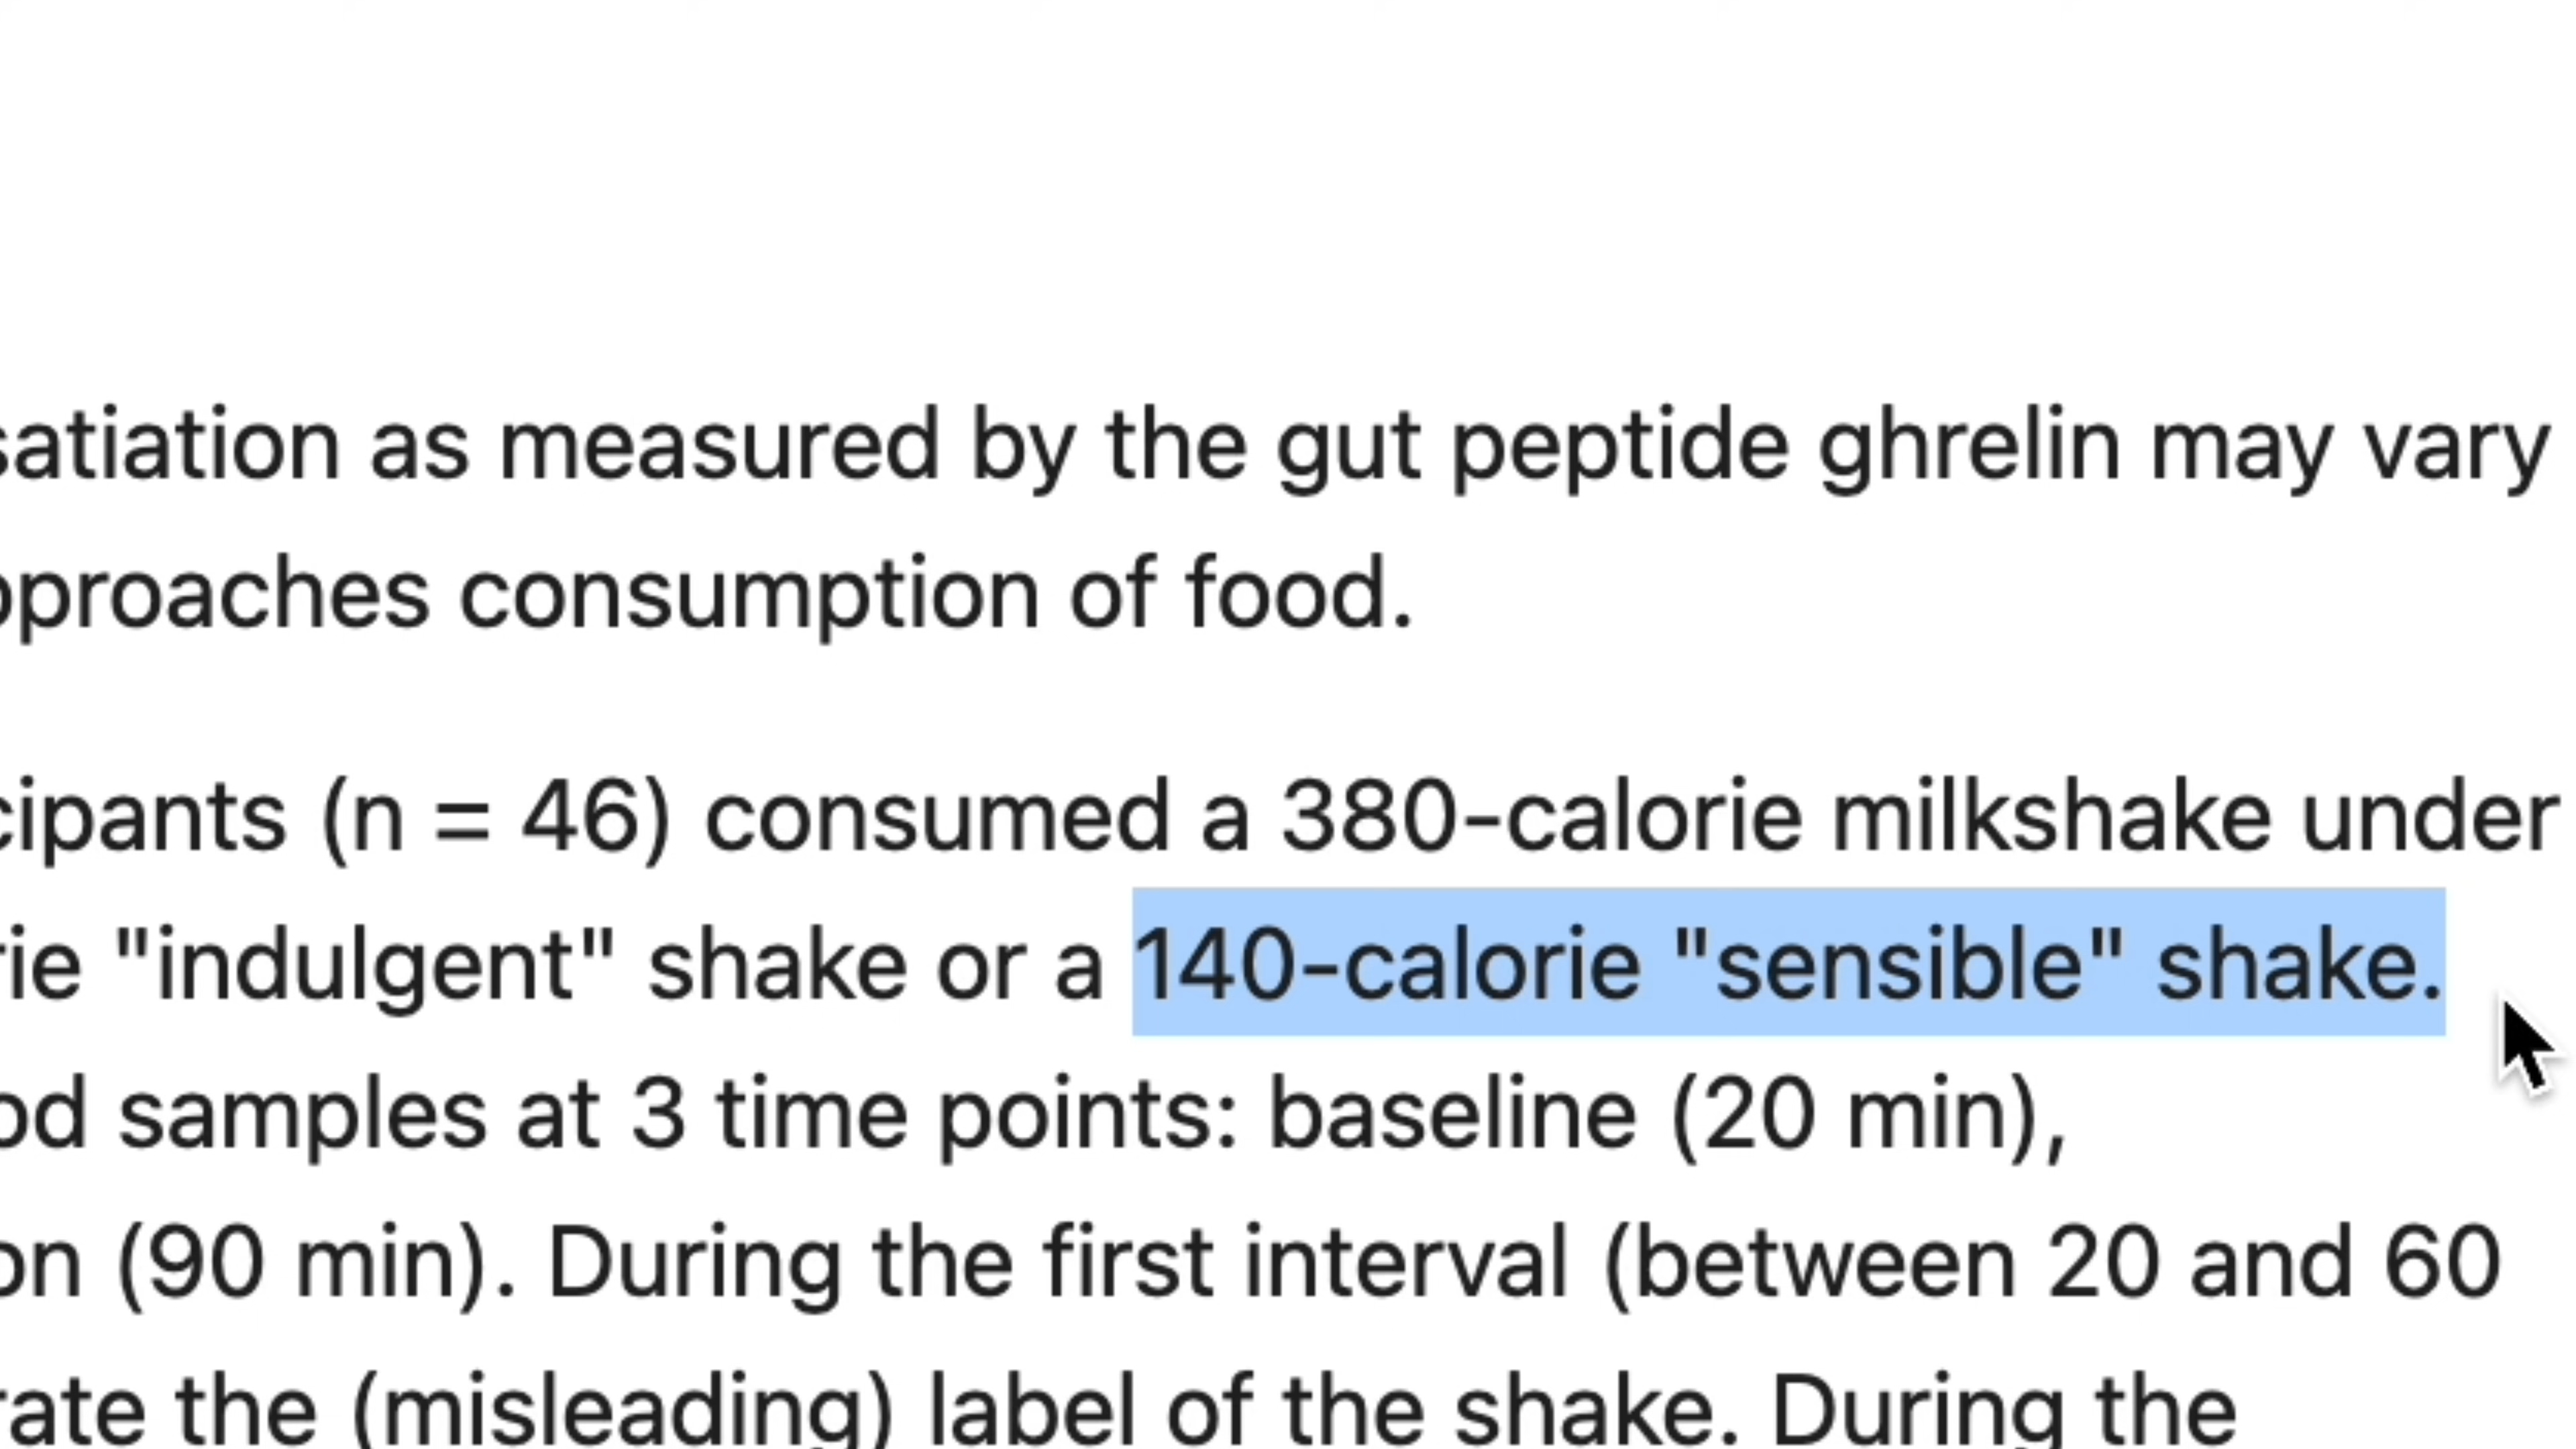 satiation as measured by the gut peptide ghrelin may vary
pproaches consumption of food.
cipants (n = 46) consumed a 380-calorie milkshake under
rie "indulgent" shake or a 140-calorie "sensible" shake.
od samples at 3 time points: baseline (20 min),
on (90 min). During the first interval (between 20 and 60
rate the (misleading) label of the shake. During the